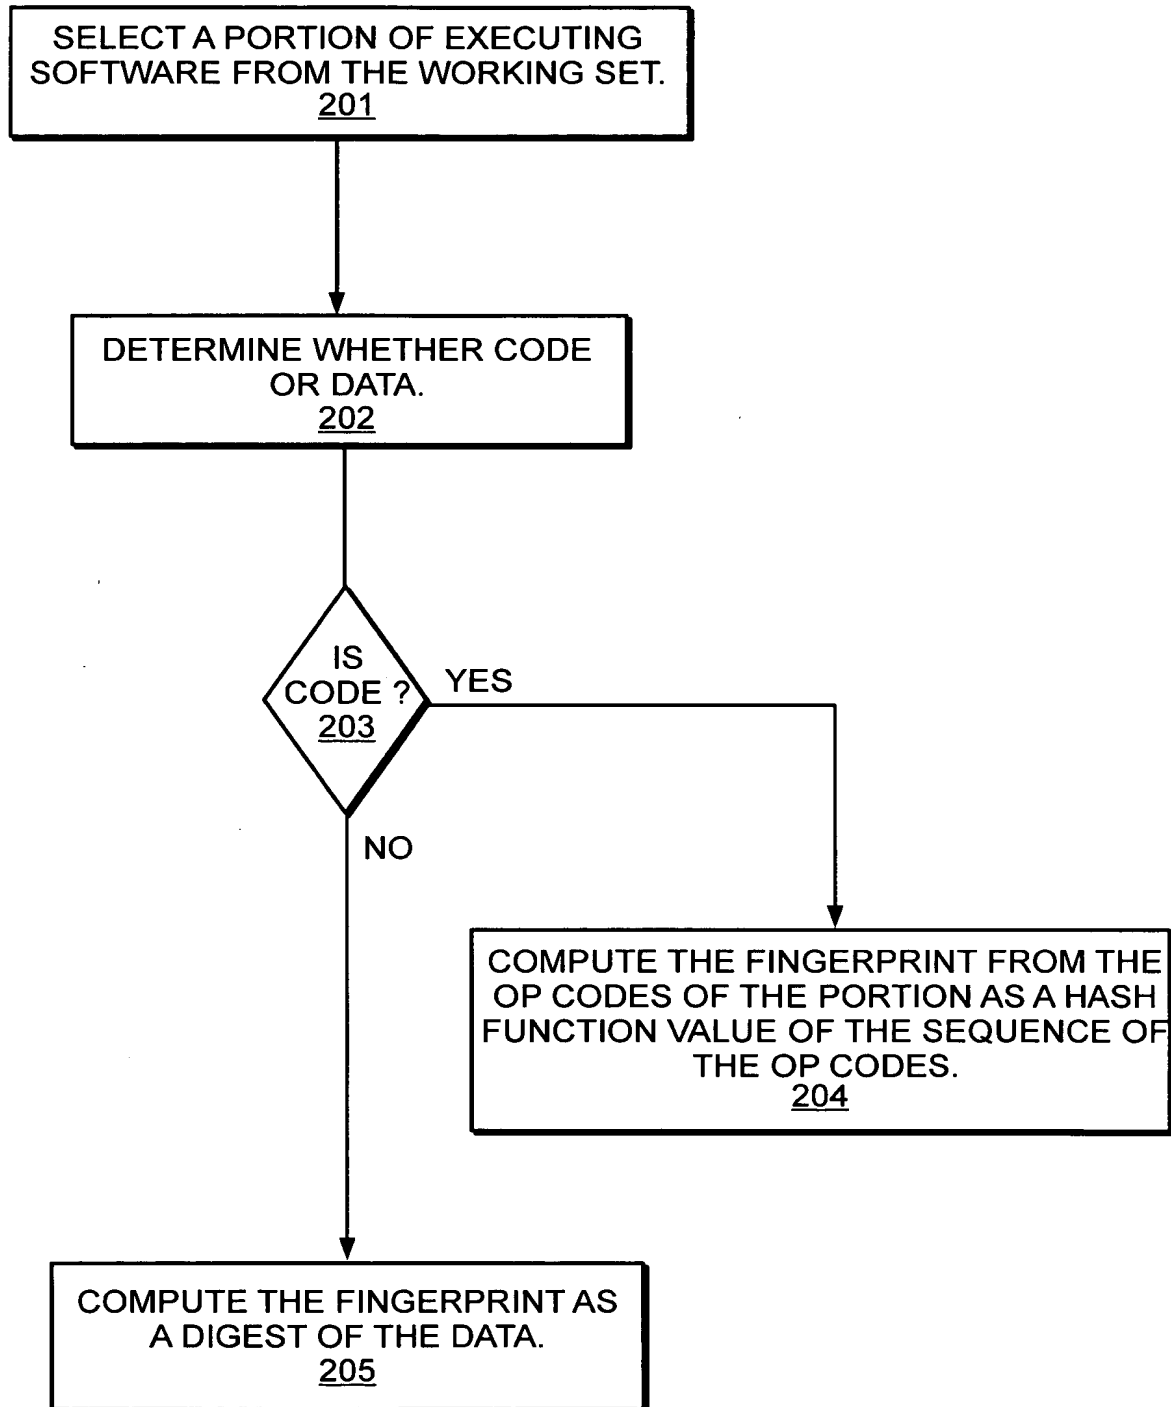 SELECT A PORTION OF EXECUTING
SOFTWARE FROM THE WORKING SET.
201
DETERMINE WHETHER CODE
OR DATA.
202
IS
CODE ?
203
YES
NO
COMPUTE THE FINGERPRINT FROM THE
OP CODES OF THE PORTION AS A HASH
FUNCTION VALUE OF THE SEQUENCE OF
THE OP CODES.
204
COMPUTE THE FINGERPRINT AS
A DIGEST OF THE DATA.
205